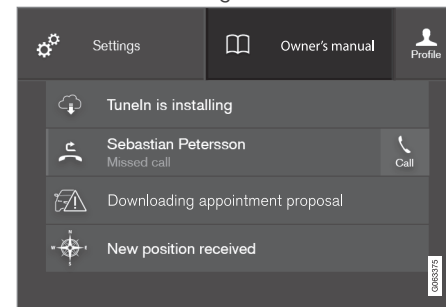 Settings
Owner's manual
Profile
TuneIn is installing
Sebastian Petersson
Missed call
Call
Downloading appointment proposal
New position received
G063375